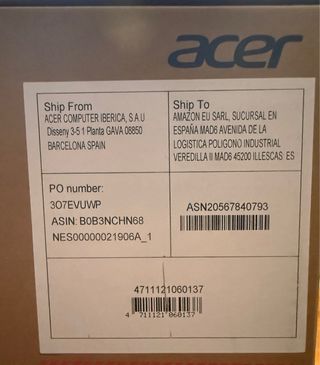 acer
Ship From
ACER COMPUTER IBERICA, S.A.U
Disseny 3-5 1 Planta GAVA 08850
BARCELONA SPAIN
Ship To
AMAZON EU SARL, SUCURSAL EN
ESPAÑA MAD6 AVENIDA DE LA
LOGISTICA POLIGONO INDUSTRIAL
VEREDILLA II MAD6 45200 ILLESCAS ES
PO number:
3O7EVUWP
ASIN: B0B3NCHN68
NES00000021906A_1
ASN20567840793
4711121060137
4 711121 060137